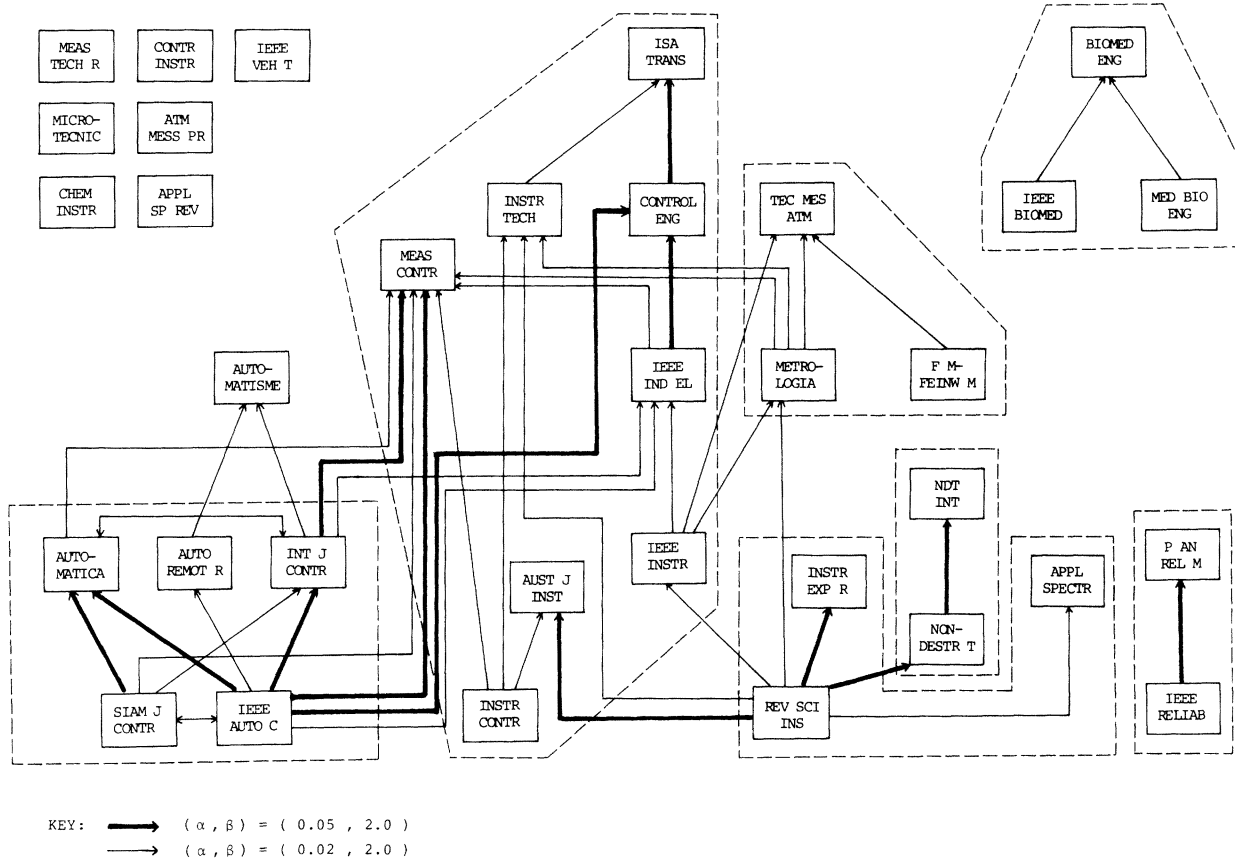 MEAS
TECH R
CONTR
INSTR
IEEE
VEH T
MICRO-
TECNIC
ATM
MESS PR
CHEM
INSTR
APPL
SP REV
ISA
TRANS
BIOMED
ENG
IEEE
BIOMED
MED BIO
ENG
INSTR
TECH
CONTROL
ENG
TEC MES
ATM
MEAS
CONTR
AUTO-
MATISME
IEEE
IND EL
METRO-
LOGIA
F M-
FEINW M
NDT
INT
AUTO-
MATICA
AUTO
REMOT R
INT J
CONTR
IEEE
INSTR
AUST J
INST
INSTR
EXP R
APPL
SPECTR
P AN
REL M
NON-
DESTR T
SIAM J
CONTR
IEEE
AUTO C
INSTR
CONTR
REV SCI
INS
IEEE
RELIAB
KEY:
(α,β) = ( 0.05 , 2.0 )
(α,β) = ( 0.02 , 2.0 )